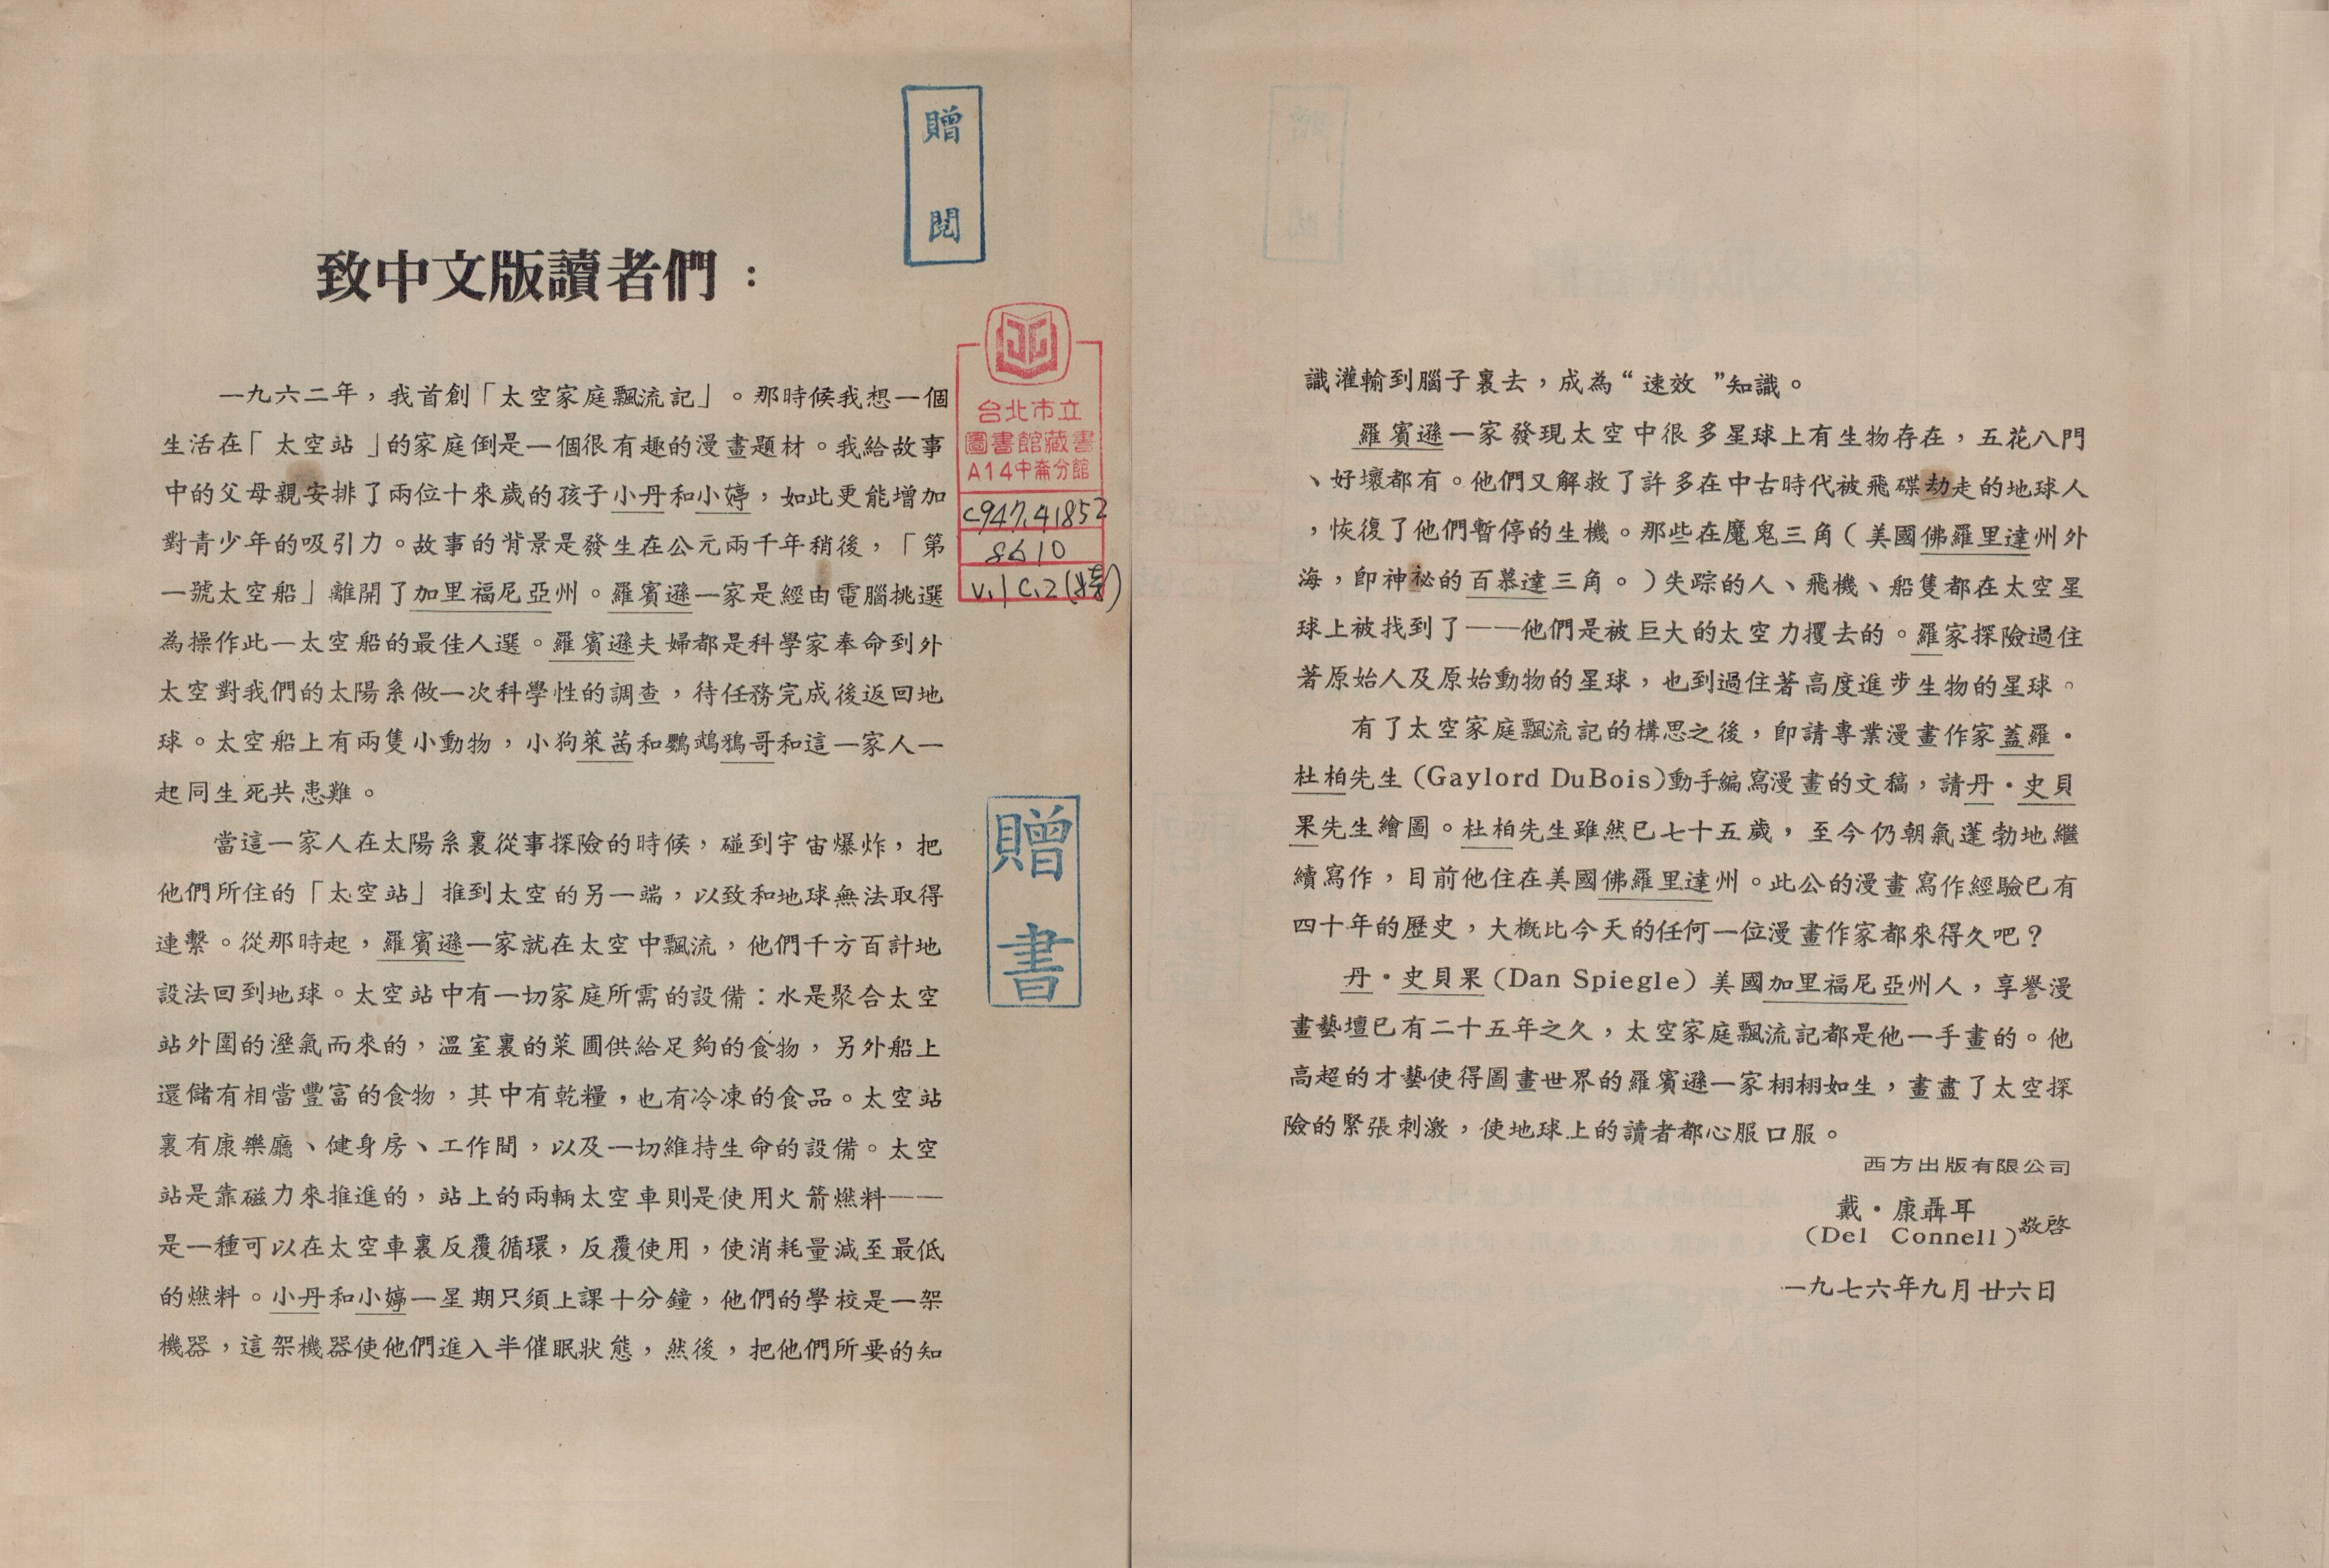 贈
閱
致中文版讀者們：
一九六二年，我首創「太空家庭飄流記」。那時候我想一個
生活在「太空站」的家庭倒是一個很有趣的漫畫題材。我給故事
中的父母親安排了兩位十來歲的孩子小丹和小婷，如此更能增加
對青少年的吸引力。故事的背景是發生在公元兩千年稍後，「第
一號太空船」離開了加里福尼亞州。羅賓遜一家是經由電腦挑選
為操作此一太空船的最佳人選。羅賓遜夫婦都是科學家奉命到外
太空對我們的太陽系做一次科學性的調查，待任務完成後返回地
球。太空船上有兩隻小動物，小狗萊茜和鸚鵡鴉哥和這一家人一
起同生死共患難。
當這一家人在太陽系裏從事探險的時候，碰到宇宙爆炸，把
他們所住的「太空站」推到太空的另一端，以致和地球無法取得
連繫。從那時起，羅賓遜一家就在太空中飄流，他們千方百計地
設法回到地球。太空站中有一切家庭所需的設備：水是聚合太空
站外圍的溼氣而來的，溫室裏的菜圃供給足夠的食物，另外船上
還儲有相當豐富的食物，其中有乾糧，也有冷凍的食品。太空站
裏有康樂廳、健身房、工作間，以及一切維持生命的設備。太空
站是靠磁力來推進的，站上的兩輛太空車則是使用火箭燃料——
是一種可以在太空車裏反覆循環，反覆使用，使消耗量減至最低
的燃料。小丹和小婷一星期只須上課十分鐘，他們的學校是一架
機器，這架機器使他們進入半催眠狀態，然後，把他們所要的知
台北市立
圖書館藏書
A14中崙分館
C947.41852
8610
V.1 C.2
贈
書
識灌輸到腦子裏去，成為“速效”知識。
羅賓遜一家發現太空中很多星球上有生物存在，五花八門
、好壞都有。他們又解救了許多在中古時代被飛碟劫走的地球人
，恢復了他們暫停的生機。那些在魔鬼三角（美國佛羅里達州外
海，即神祕的百慕達三角。）失踪的人、飛機、船隻都在太空星
球上被找到了——他們是被巨大的太空力攫去的。羅家探險過住
著原始人及原始動物的星球，也到過住著高度進步生物的星球。
有了太空家庭飄流記的構思之後，即請專業漫畫作家蓋羅・
杜柏先生(Gaylord DuBois)動手編寫漫畫的文稿，請丹・史貝
果先生繪圖。杜柏先生雖然已七十五歲，至今仍朝氣蓬勃地繼
續寫作，目前他住在美國佛羅里達州。此公的漫畫寫作經驗已有
四十年的歷史，大概比今天的任何一位漫畫作家都來得久吧？
丹・史貝果(Dan Spiegle)美國加里福尼亞州人，享譽漫
畫藝壇已有二十五年之久，太空家庭飄流記都是他一手畫的。他
高超的才藝使得圖畫世界的羅賓遜一家栩栩如生，畫盡了太空探
險的緊張刺激，使地球上的讀者都心服口服。
西方出版有限公司
戴・康聶耳
(Del Connell)敬啓
一九七六年九月廿六日